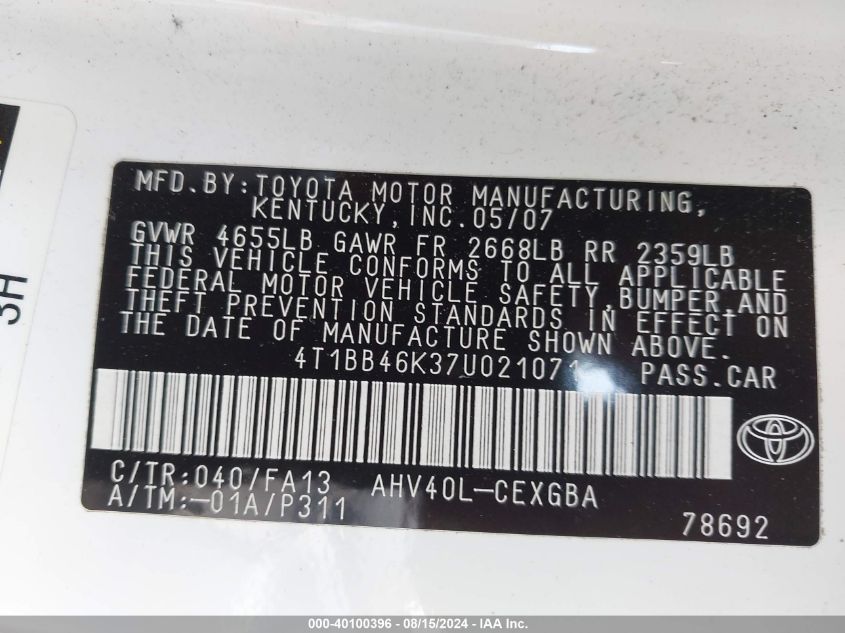 3H
MFD.BY:TOYOTA MOTOR MANUFACTURING,
KENTUCKY,INC.05/07
GVWR 4655LB GAWR FR 2668LB RR 2359LB
THIS VEHICLE CONFORMS TO ALL APPLICABLE
FEDERAL MOTOR VEHICLE SAFETY,BUMPER,AND
THEFT PREVENTION STANDARDS IN EFFECT ON
THE DATE OF MANUFACTURE SHOWN ABOVE.
4T1BB46K37U021071 PASS.CAR
C/TR:040/FA13 AHV40L-CEXGBA
A/TM:-01A/P311 78692
000-40100396 - 08/15/2024 - IAA Inc.